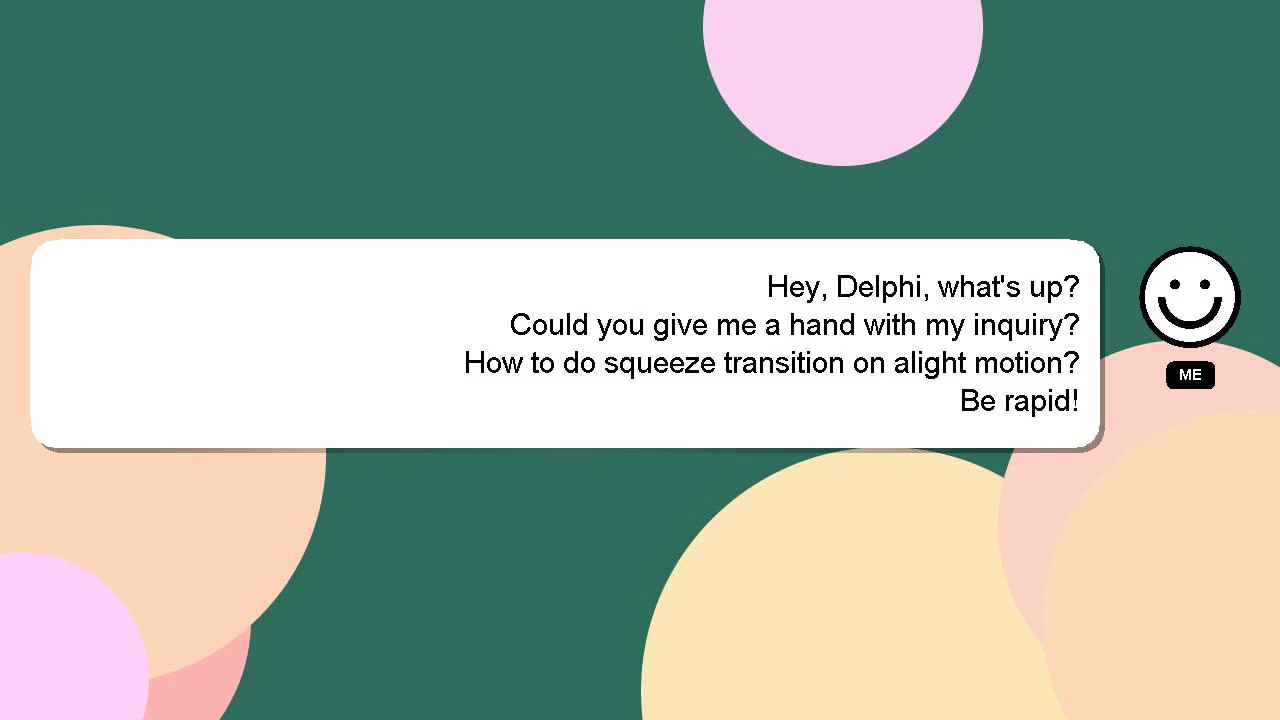 Hey, Delphi, what's up?
Could you give me a hand with my inquiry?
How to do squeeze transition on alight motion?
Be rapid!
ME